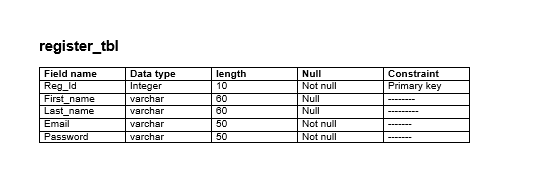 register_tbl
Field name Data type length Null Constraint
Reg_Id Integer 10 Not null Primary key
First_name varchar 60 Null --------
Last_name varchar 60 Null ---------
Email varchar 50 Not null -------
Password varchar 50 Not null -------